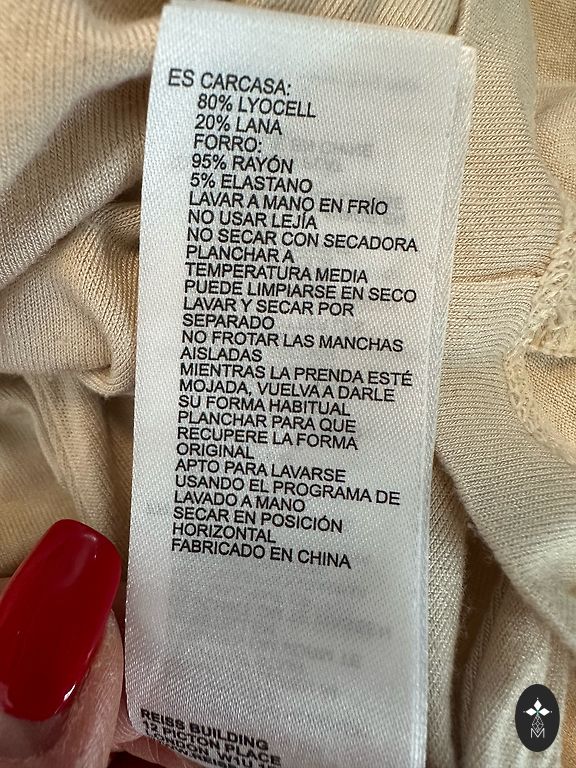 ES CARCASA:
80% LYOCELL
20% LANA
FORRO:
95% RAYÓN
5% ELASTANO
LAVAR A MANO EN FRÍO
NO USAR LEJÍA
NO SECAR CON SECADORA
PLANCHAR A
TEMPERATURA MEDIA
PUEDE LIMPIARSE EN SECO
LAVAR Y SECAR POR
SEPARADO
NO FROTAR LAS MANCHAS
AISLADAS
MIENTRAS LA PRENDA ESTÉ
MOJADA, VUELVA A DARLE
SU FORMA HABITUAL
PLANCHAR PARA QUE
RECUPERE LA FORMA
ORIGINAL
APTO PARA LAVARSE
USANDO EL PROGRAMA DE
LAVADO A MANO
SECAR EN POSICIÓN
HORIZONTAL
FABRICADO EN CHINA
REISS BUILDING
12 PICTON PLACE
M